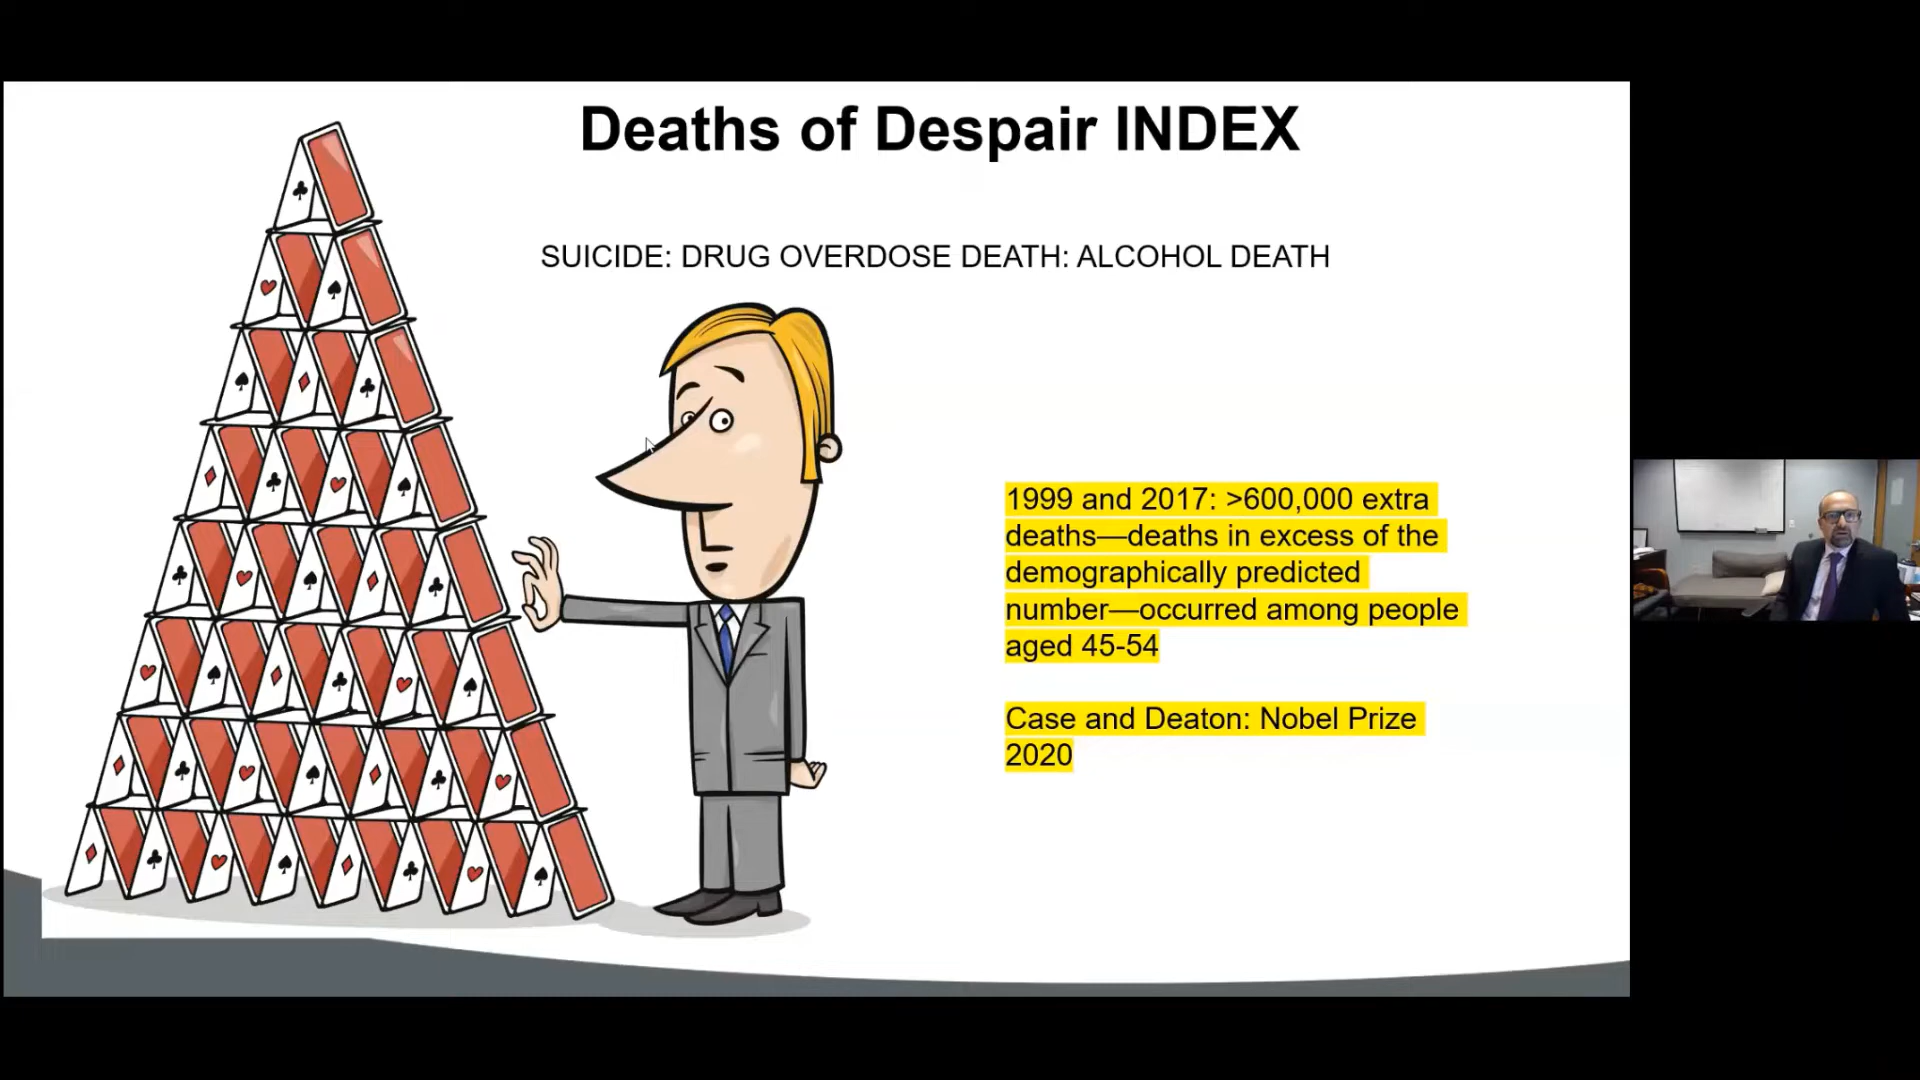 Deaths of Despair INDEX
SUICIDE: DRUG OVERDOSE DEATH: ALCOHOL DEATH
1999 and 2017: >600,000 extra
deaths—deaths in excess of the
demographically predicted
number—occurred among people
aged 45-54
Case and Deaton: Nobel Prize
2020